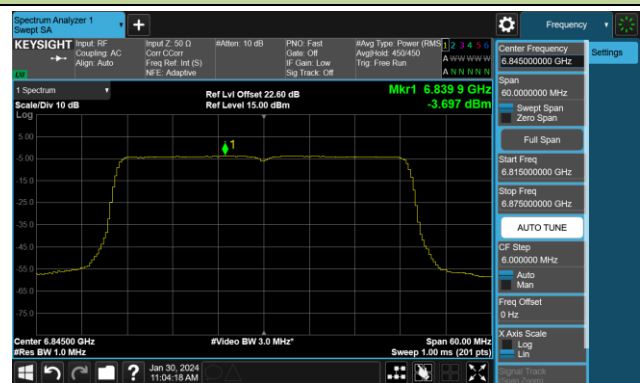 Spectrum Analyzer 1
Swept SA
Frequency
KEYSIGHT
Input: RF
Coupling: AC
Align: Auto
Input Z: 50 Ω
Corr CCorr
Freq Ref: Int (S)
NFE: Adaptive
#Atten: 10 dB
PNO: Fast
Gate: Off
IF Gain: Low
Sig Track: Off
#Avg Type: Power (RMS
Avg|Hold: 450/450
Trig: Free Run
1 2 3 4 5 6
A W W W W W
A N N N N N
LW
1 Spectrum
Scale/Div 10 dB
Log
Ref Lvl Offset 22.60 dB
Ref Level 15.00 dBm
Mkr1 6.839 9 GHz
-3.697 dBm
1
5.00
-5.00
-15.0
-25.0
-35.0
-45.0
-55.0
-65.0
-75.0
Center 6.84500 GHz
#Res BW 1.0 MHz
#Video BW 3.0 MHz*
Span 60.00 MHz
Sweep 1.00 ms (201 pts)
Jan 30, 2024
11:04:18 AM
Center Frequency
6.845000000 GHz
Settings
Span
60.0000000 MHz
Swept Span
Zero Span
Full Span
Start Freq
6.815000000 GHz
Stop Freq
6.875000000 GHz
AUTO TUNE
CF Step
6.000000 MHz
Auto
Man
Freq Offset
0 Hz
X Axis Scale
Log
Lin
Signal Track